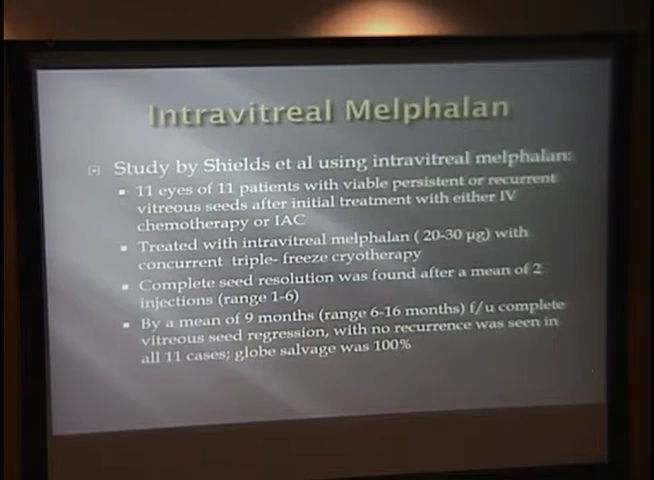 Intravitreal Melphalan
Study by Shields et al using intravitreal melphalan:
11 eyes of 11 patients with viable persistent or recurrent
vitreous seeds after initial treatment with either IV
chemotherapy or IAC
Treated with intravitreal melphalan ( 20-30 µg) with
concurrent triple- freeze cryotherapy
Complete seed resolution was found after a mean of 2
injections (range 1-6)
By a mean of 9 months (range 6-16 months) f/u complete
vitreous seed regression, with no recurrence was seen in
all 11 cases; globe salvage was 100%